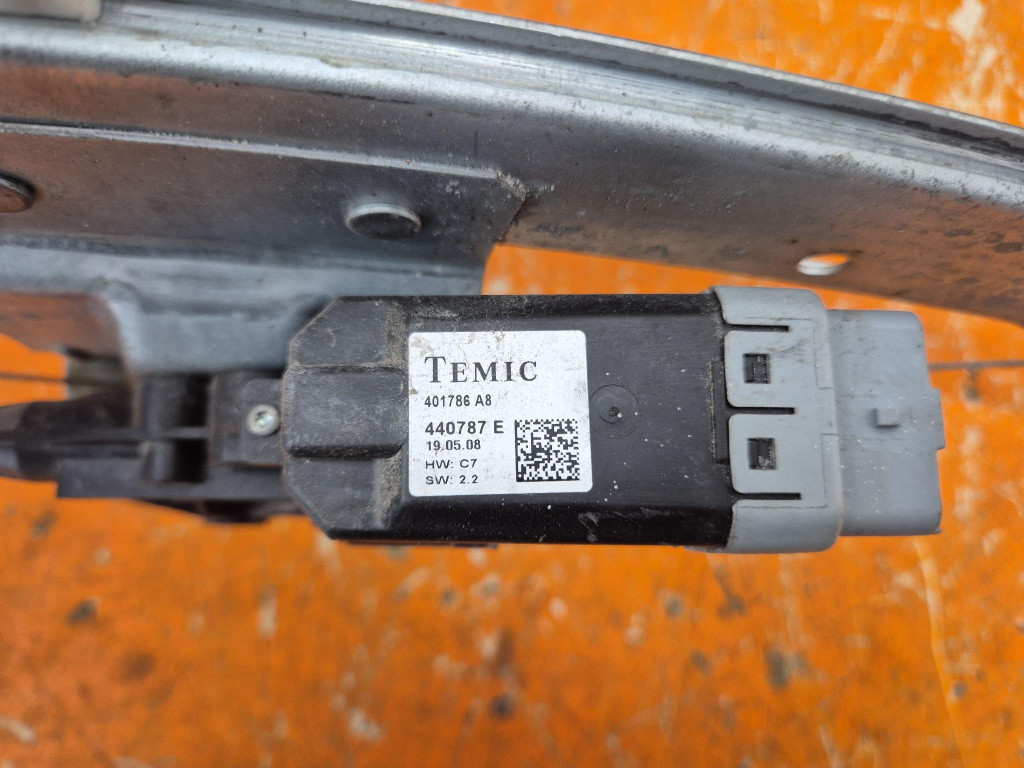 TEMIC
401786 A8
440787 E
19.05.08
HW: C7
SW: 2.2